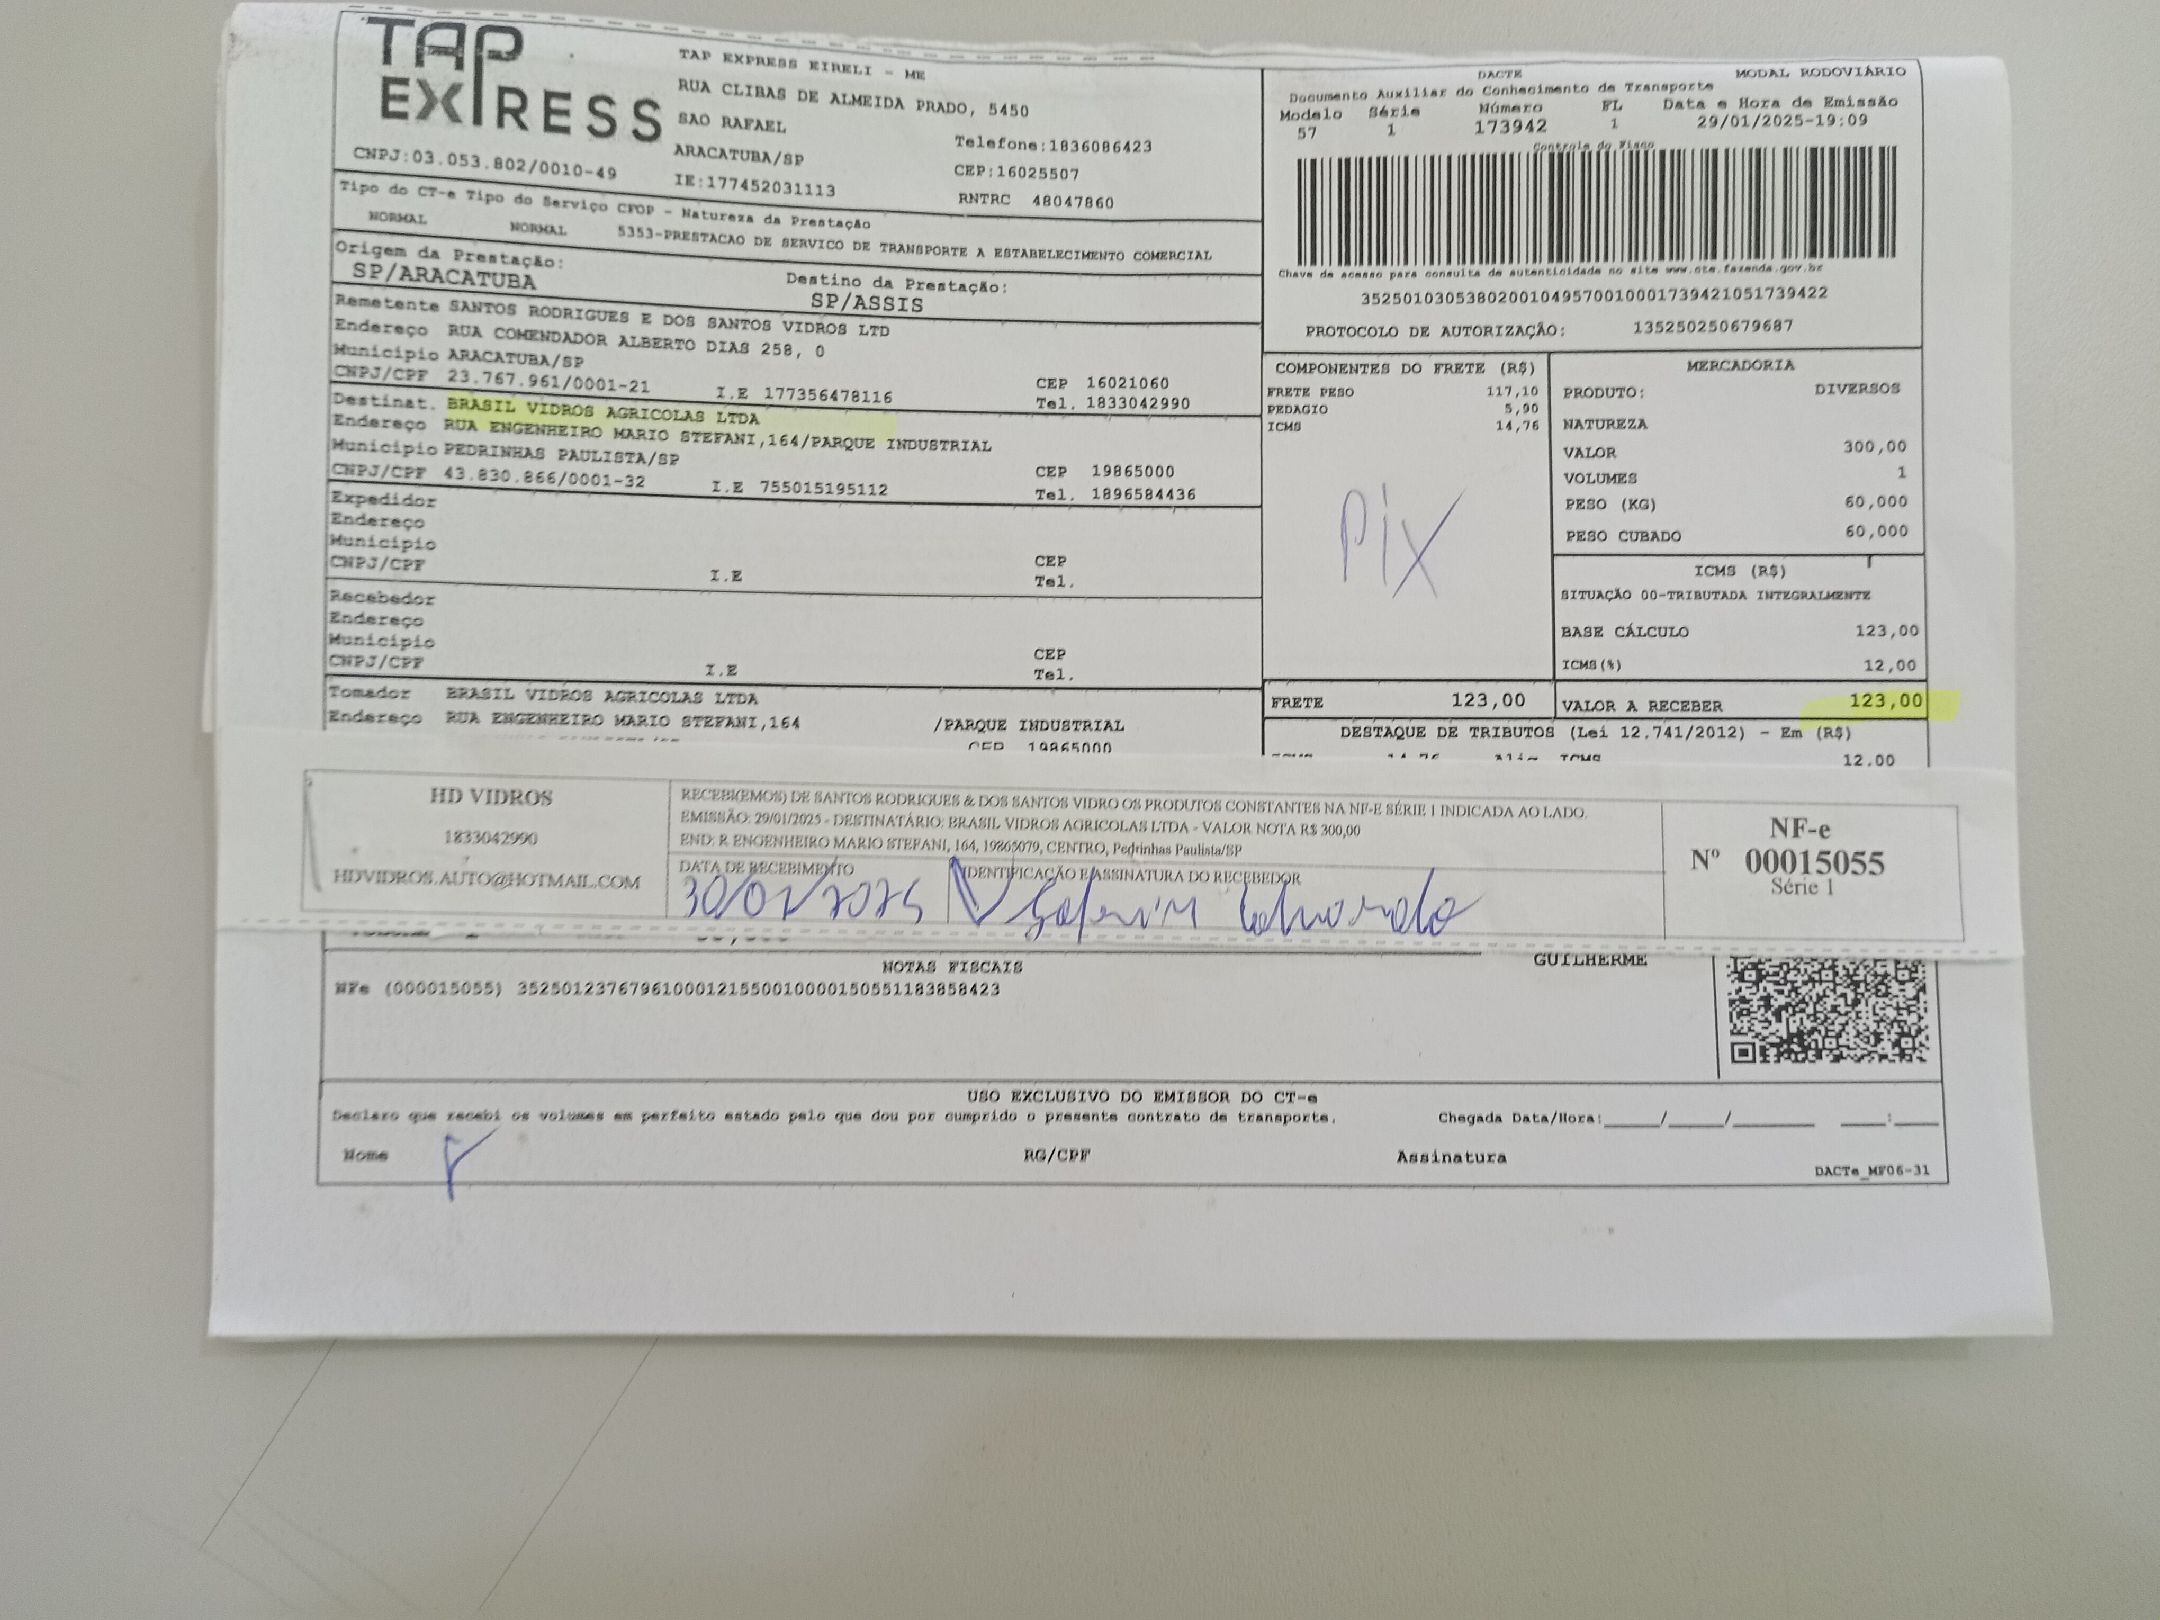 TAP EXPRESS
TAP EXPRESS EIRELI - ME
RUA CLIBAS DE ALMEIDA PRADO, 5450
SAO RAFAEL
ARACATUBA/SP
IE:177452031113
Telefone:1836086423
CEP:16025507
RNTRC 48047860
CNPJ:03.053.802/0010-49
Tipo do CT-e Tipo do Serviço CFOP - Natureza da Prestação
NORMAL NORMAL 5353-PRESTACAO DE SERVICO DE TRANSPORTE A ESTABELECIMENTO COMERCIAL
Origem da Prestação:
SP/ARACATUBA
Destino da Prestação:
SP/ASSIS
Remetente SANTOS RODRIGUES E DOS SANTOS VIDROS LTD
Endereço RUA COMENDADOR ALBERTO DIAS 258, 0
Município ARACATUBA/SP CEP 16021060
CNPJ/CPF 23.767.961/0001-21 I.E 177356478116 Tel. 1833042990
Destinat. BRASIL VIDROS AGRICOLAS LTDA
Endereço RUA ENGENHEIRO MARIO STEFANI,164/PARQUE INDUSTRIAL
Município PEDRINHAS PAULISTA/SP CEP 19865000
CNPJ/CPF 43.830.866/0001-32 I.E 755015195112 Tel. 1896584436
Expedidor
Endereço
Município CEP
CNPJ/CPF I.E Tel.
Recebedor
Endereço
Município CEP
CNPJ/CPF I.E Tel.
Tomador BRASIL VIDROS AGRICOLAS LTDA
Endereço RUA ENGENHEIRO MARIO STEFANI,164 /PARQUE INDUSTRIAL
CEP 19865000
DACTE MODAL RODOVIÁRIO
Documento Auxiliar do Conhecimento de Transporte
Modelo Série Número FL Data e Hora de Emissão
57 1 173942 1 29/01/2025-19:09
Controle do Fisco
Chave de acesso para consulta de autenticidade no site www.cte.fazenda.gov.br
35250103053802001049570010001739421051739422
PROTOCOLO DE AUTORIZAÇÃO: 135250250679687
COMPONENTES DO FRETE (R$)
FRETE PESO 117,10
PEDAGIO 5,90
ICMS 14,76
Pix
MERCADORIA
PRODUTO: DIVERSOS
NATUREZA
VALOR 300,00
VOLUMES 1
PESO (KG) 60,000
PESO CUBADO 60,000
ICMS (R$)
SITUAÇÃO 00-TRIBUTADA INTEGRALMENTE
BASE CÁLCULO 123,00
ICMS(%) 12,00
FRETE 123,00 VALOR A RECEBER 123,00
DESTAQUE DE TRIBUTOS (Lei 12.741/2012) - Em (R$)
ICMS 14,76 Alíq ICMS 12.00
HD VIDROS
1833042990
HDVIDROS.AUTO@HOTMAIL.COM
RECEBI(EMOS) DE SANTOS RODRIGUES & DOS SANTOS VIDRO OS PRODUTOS CONSTANTES NA NF-E SÉRIE 1 INDICADA AO LADO.
EMISSÃO: 29/01/2025 - DESTINATÁRIO: BRASIL VIDROS AGRICOLAS LTDA - VALOR NOTA R$ 300,00
END: R ENGENHEIRO MARIO STEFANI, 164, 19865079, CENTRO, Pedrinhas Paulista/SP
DATA DE RECEBIMENTO IDENTIFICAÇÃO E ASSINATURA DO RECEBEDOR
30/01/2025
NF-e
Nº 00015055
Série 1
NOTAS FISCAIS
GUILHERME
NFe (000015055) 35250123767961000121550010000150551183858423
USO EXCLUSIVO DO EMISSOR DO CT-e
Declaro que recebi os volumes em perfeito estado pelo que dou por cumprido o presente contrato de transporte. Chegada Data/Hora:____/____/______ ___:___
Nome RG/CPF Assinatura
DACTe_MF06-31